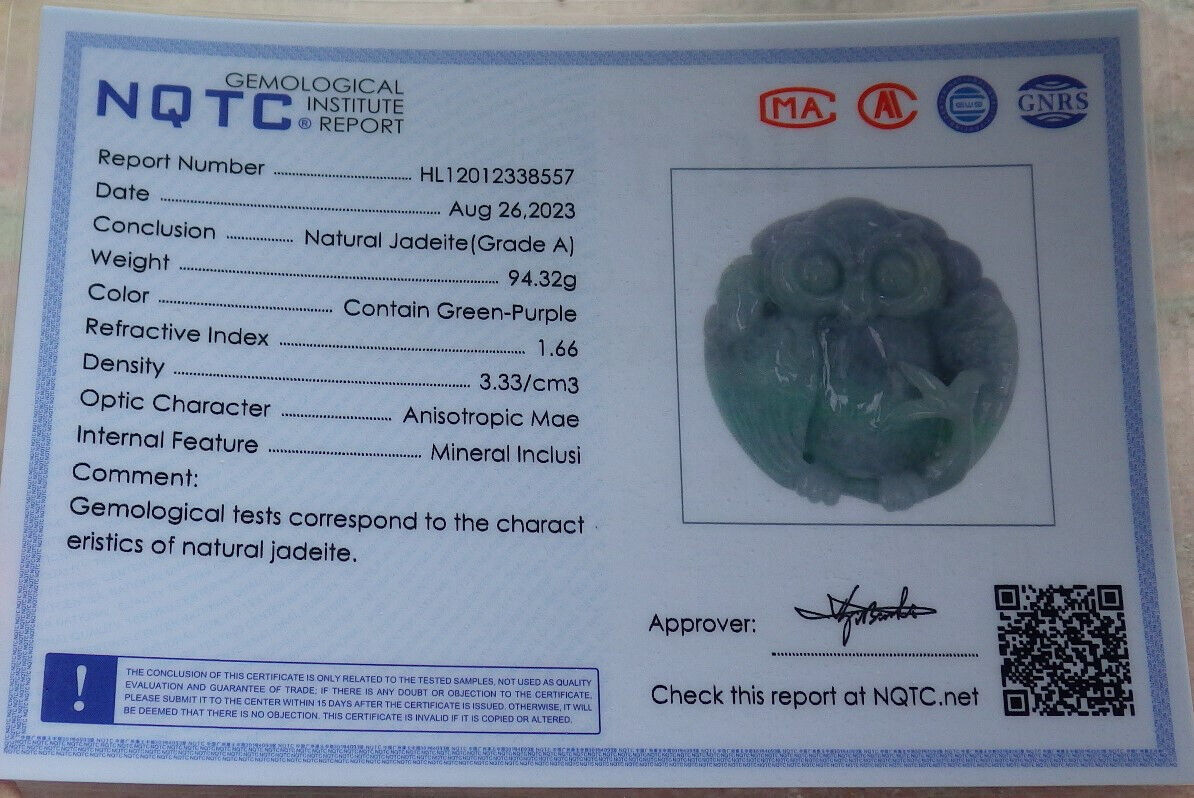 NQTC ® GEMOLOGICAL
INSTITUTE
REPORT
MA
GNRS
Report Number HL12012338557
Date Aug 26,2023
Conclusion Natural Jadeite(Grade A)
Weight 94.32g
Color Contain Green-Purple
Refractive Index 1.66
Density 3.33/cm3
Optic Character Anisotropic Mae
Internal Feature Mineral Inclusi
Comment:
Gemological tests correspond to the charact
eristics of natural jadeite.
! THE CONCLUSION OF THIS CERTIFICATE IS ONLY RELATED TO THE TESTED SAMPLES, NOT USED AS QUALITY
EVALUATION AND GUARANTEE OF TRADE; IF THERE IS ANY DOUBT OR OBJECTION TO THE CERTIFICATE,
PLEASE SUBMIT IT TO THE CENTER WITHIN 15 DAYS AFTER THE CERTIFICATE IS ISSUED. OTHERWISE, IT WILL
BE DEEMED THAT THERE IS NO OBJECTION. THIS CERTIFICATE IS INVALID IF IT IS COPIED OR ALTERED.
Approver:
Check this report at NQTC.net